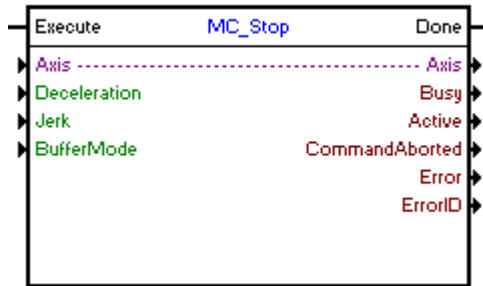 Execute MC_Stop Done
Axis Axis
Deceleration Busy
Jerk Active
BufferMode CommandAborted
Error
ErrorID